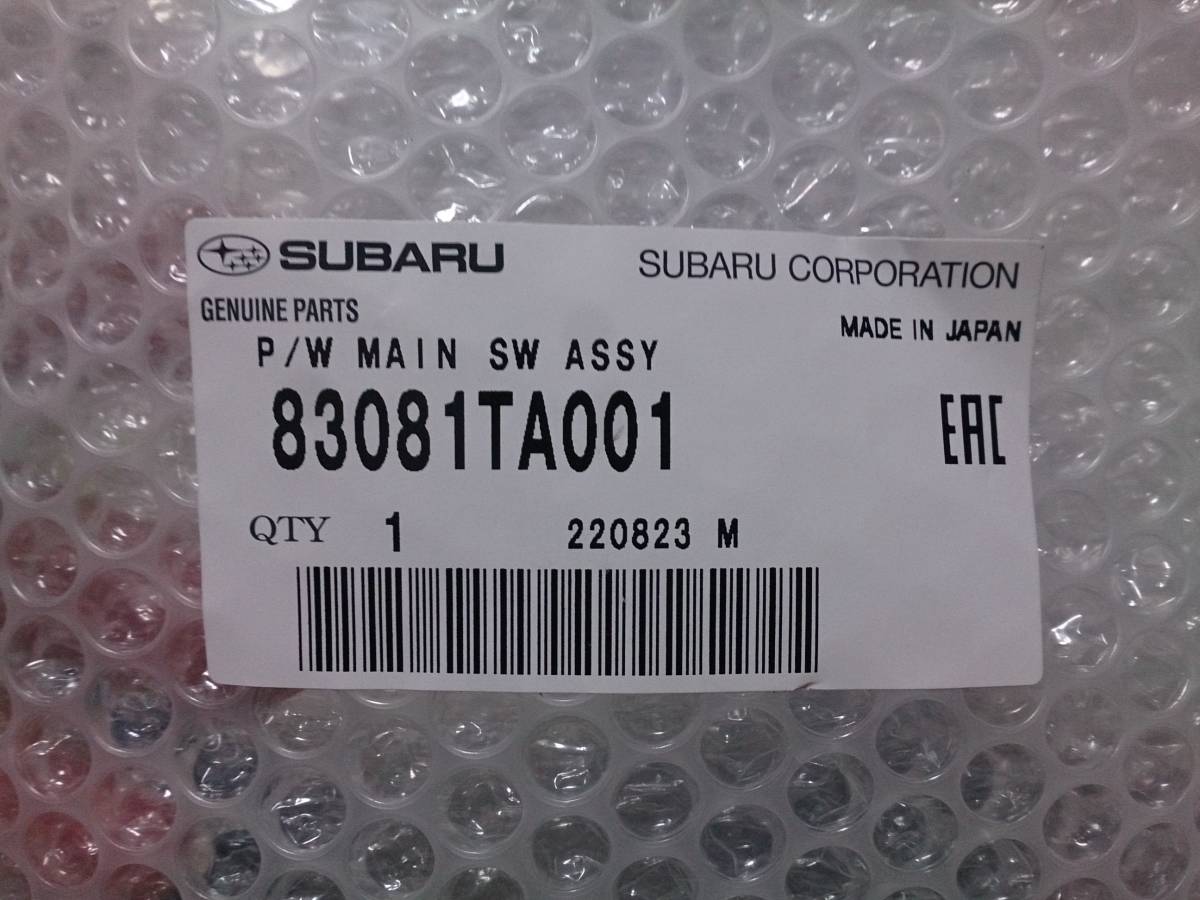 SUBARU
SUBARU CORPORATION
GENUINE PARTS
MADE IN JAPAN
P/W MAIN SW ASSY
83081TA001
EAC
QTY 1 220823 M